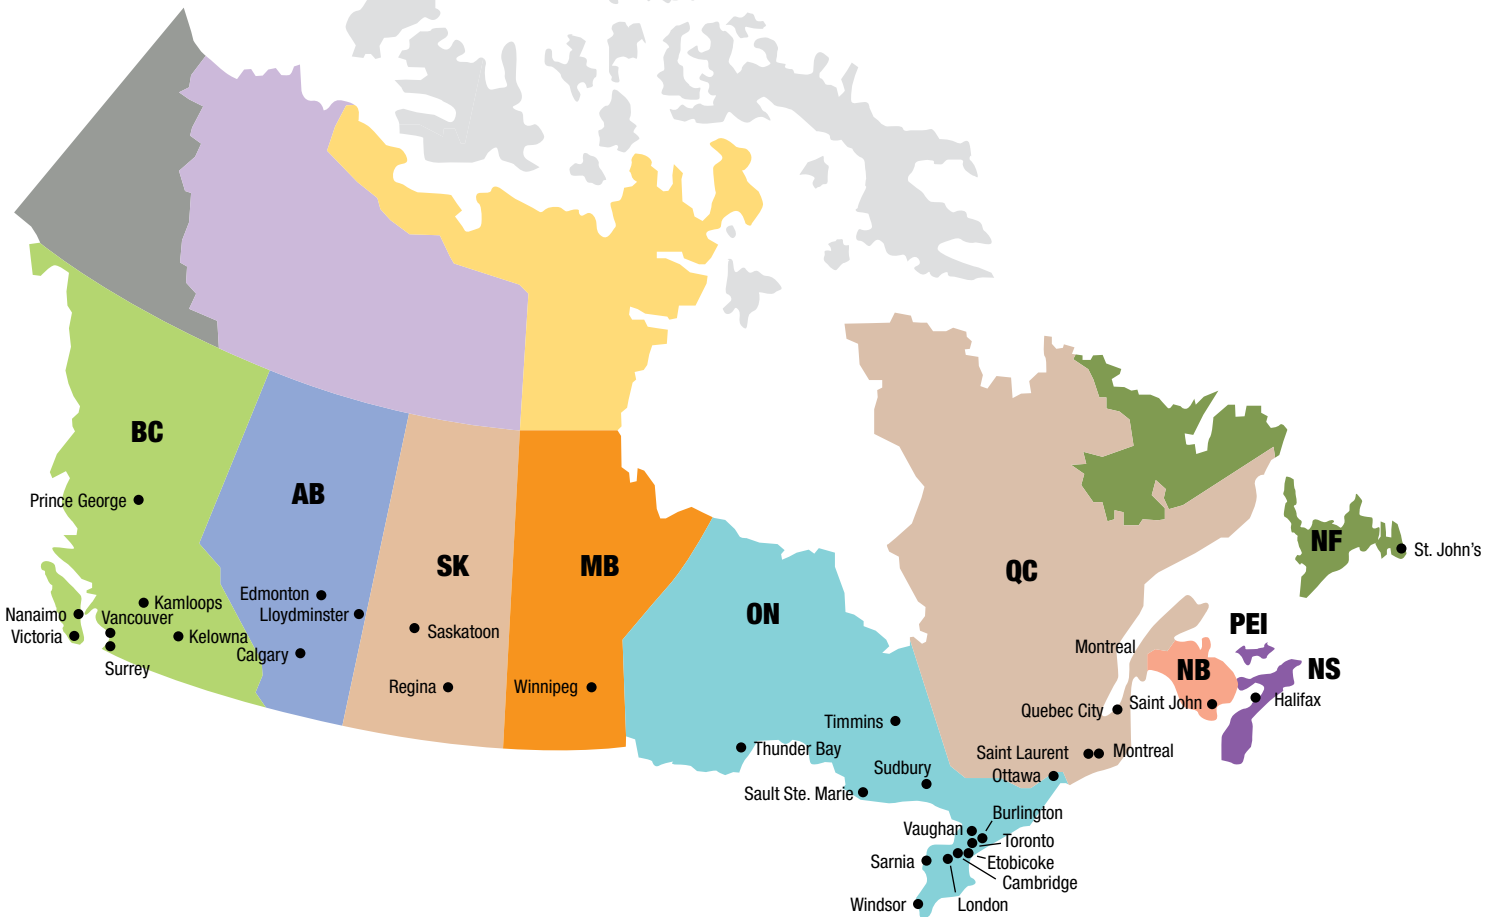 BC
Prince George
AB
SK
MB
NF
St. John's
QC
ON
Edmonton
Kamloops
Lloydminster
Nanaimo
Vancouver
Victoria
Kelowna
Saskatoon
Calgary
Surrey
PEI
Montreal
NB
NS
Regina
Winnipeg
Saint John
Halifax
Quebec City
Timmins
Thunder Bay
Saint Laurent
Montreal
Sudbury
Ottawa
Sault Ste. Marie
Burlington
Vaughan
Toronto
Sarnia
Etobicoke
Cambridge
Windsor
London